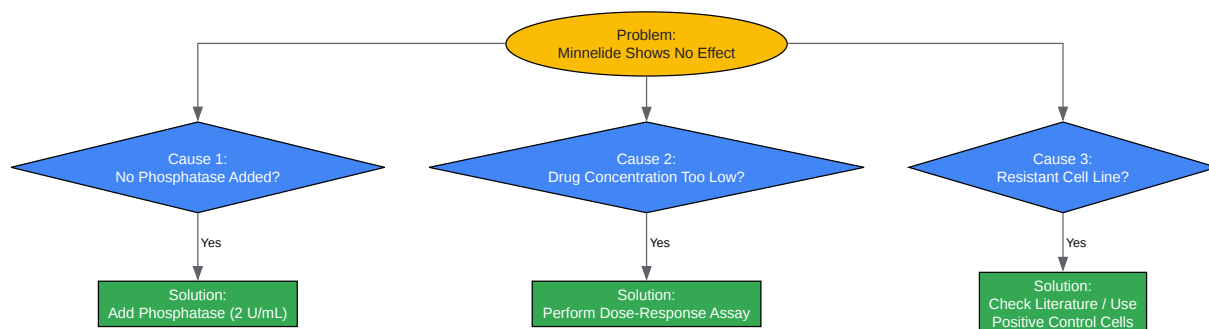 Problem:
Minnelide Shows No Effect
Cause 1:
No Phosphatase Added?
Cause 2:
Drug Concentration Too Low?
Cause 3:
Resistant Cell Line?
Yes
Yes
Yes
Solution:
Add Phosphatase (2 U/mL)
Solution:
Perform Dose-Response Assay
Solution:
Check Literature / Use
Positive Control Cells